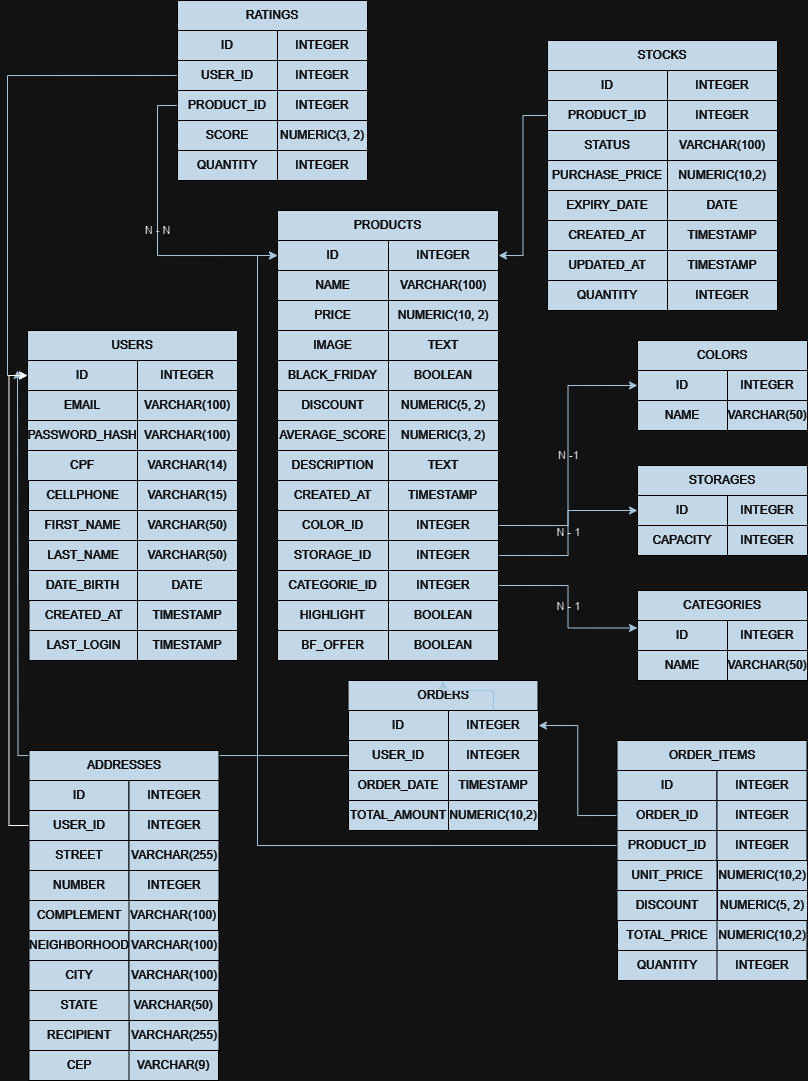 RATINGS
ID INTEGER
USER_ID INTEGER
PRODUCT_ID INTEGER
SCORE NUMERIC(3, 2)
QUANTITY INTEGER
STOCKS
ID INTEGER
PRODUCT_ID INTEGER
STATUS VARCHAR(100)
PURCHASE_PRICE NUMERIC(10,2)
EXPIRY_DATE DATE
CREATED_AT TIMESTAMP
UPDATED_AT TIMESTAMP
QUANTITY INTEGER
N - N
PRODUCTS
ID INTEGER
NAME VARCHAR(100)
PRICE NUMERIC(10, 2)
IMAGE TEXT
BLACK_FRIDAY BOOLEAN
DISCOUNT NUMERIC(5, 2)
AVERAGE_SCORE NUMERIC(3, 2)
DESCRIPTION TEXT
CREATED_AT TIMESTAMP
COLOR_ID INTEGER
STORAGE_ID INTEGER
CATEGORIE_ID INTEGER
HIGHLIGHT BOOLEAN
BF_OFFER BOOLEAN
USERS
ID INTEGER
EMAIL VARCHAR(100)
PASSWORD_HASH VARCHAR(100)
CPF VARCHAR(14)
CELLPHONE VARCHAR(15)
FIRST_NAME VARCHAR(50)
LAST_NAME VARCHAR(50)
DATE_BIRTH DATE
CREATED_AT TIMESTAMP
LAST_LOGIN TIMESTAMP
COLORS
ID INTEGER
NAME VARCHAR(50)
N -1
STORAGES
ID INTEGER
CAPACITY INTEGER
N - 1
CATEGORIES
ID INTEGER
NAME VARCHAR(50)
N - 1
ORDERS
ID INTEGER
USER_ID INTEGER
ORDER_DATE TIMESTAMP
TOTAL_AMOUNT NUMERIC(10,2)
ORDER_ITEMS
ID INTEGER
ORDER_ID INTEGER
PRODUCT_ID INTEGER
UNIT_PRICE NUMERIC(10,2)
DISCOUNT NUMERIC(5, 2)
TOTAL_PRICE NUMERIC(10,2)
QUANTITY INTEGER
ADDRESSES
ID INTEGER
USER_ID INTEGER
STREET VARCHAR(255)
NUMBER INTEGER
COMPLEMENT VARCHAR(100)
NEIGHBORHOOD VARCHAR(100)
CITY VARCHAR(100)
STATE VARCHAR(50)
RECIPIENT VARCHAR(255)
CEP VARCHAR(9)